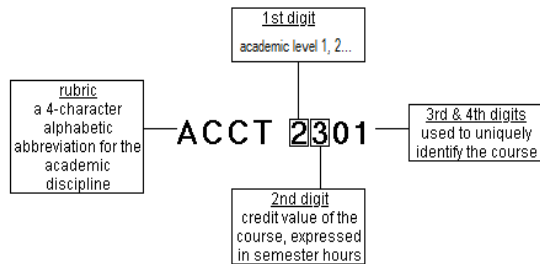 1st digit
academic level 1, 2...
rubric
a 4-character
alphabetic
abbreviation for the
academic
discipline
ACCT 2301
3rd & 4th digits
used to uniquely
identify the course
2nd digit
credit value of the
course, expressed
in semester hours